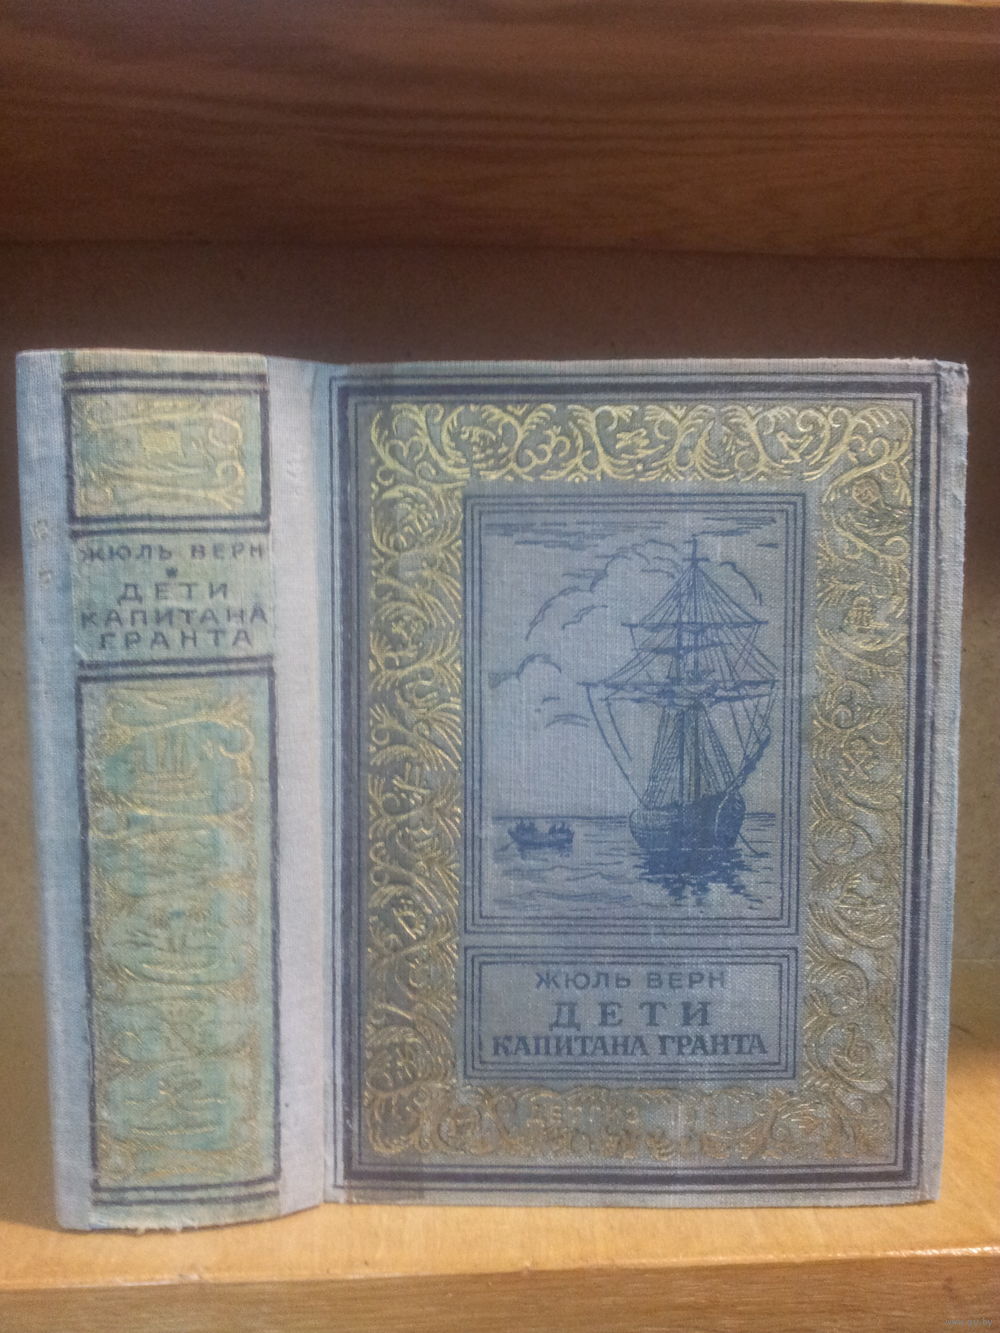 ЖЮЛЬ ВЕРН
*
ДЕТИ
КАПИТАНА
ГРАНТА
ЖЮЛЬ ВЕРН
ДЕТИ
КАПИТАНА ГРАНТА